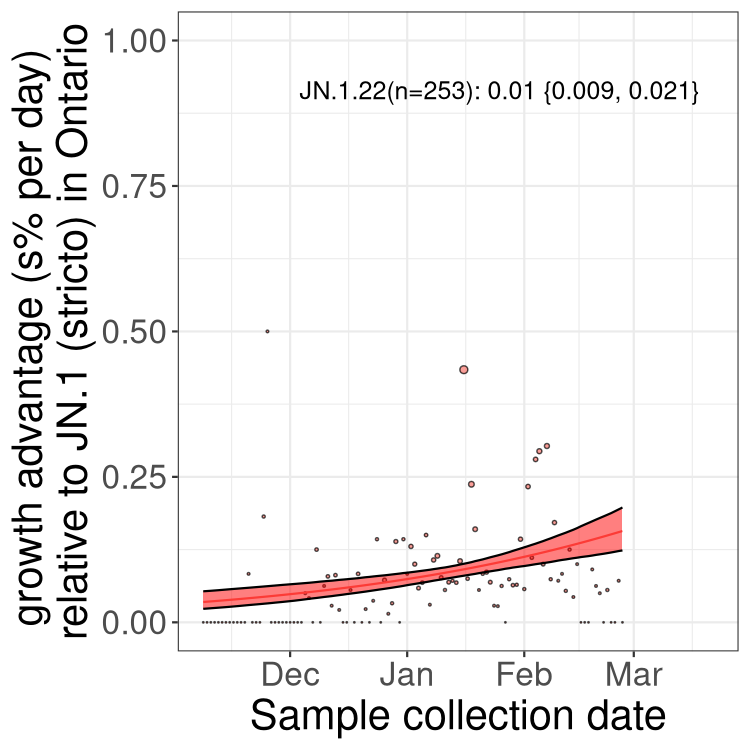 growth advantage (s% per day)
relative to JN.1 (stricto) in Ontario
1.00
0.75
0.50
0.25
0.00
JN.1.22(n=253): 0.01 {0.009, 0.021}
Dec Jan Feb Mar
Sample collection date